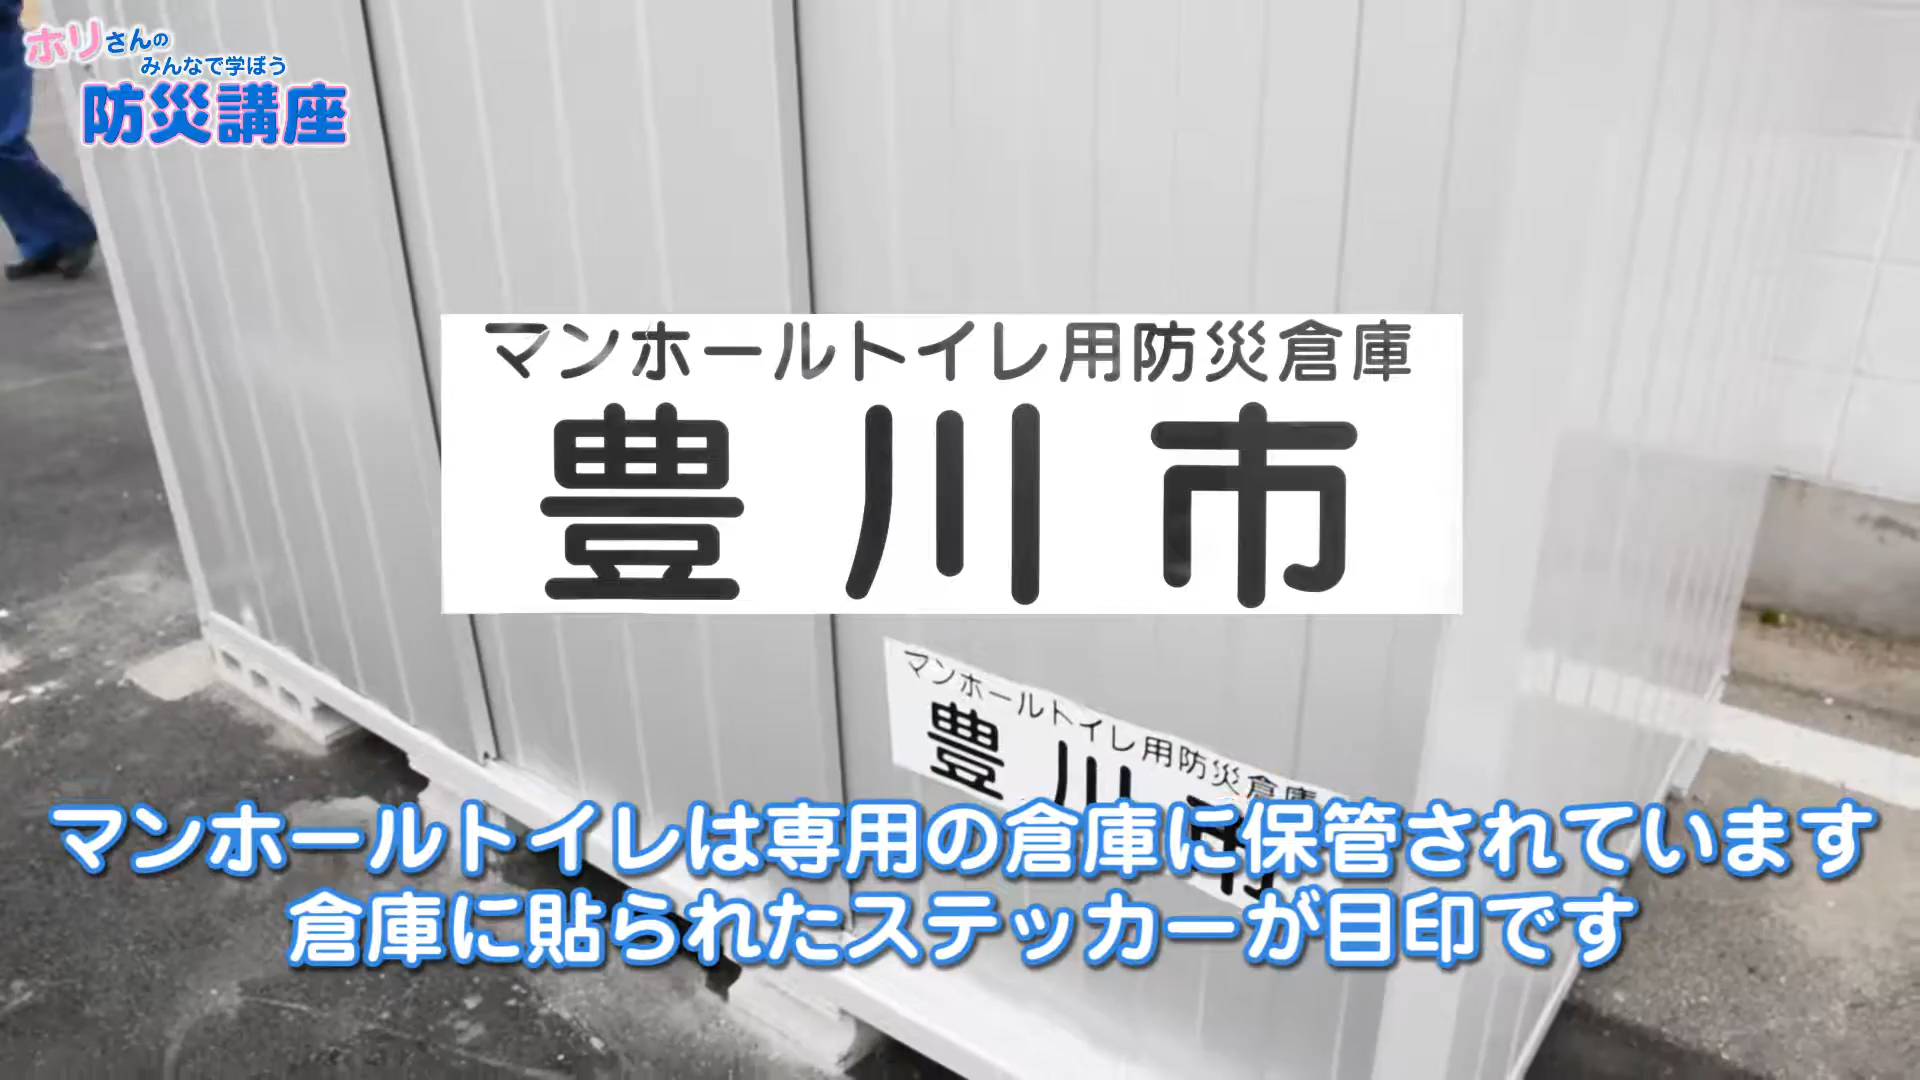 ホリさんの
みんなで学ぼう
防災講座
マンホールトイレ用防災倉庫
豊川市
マンホールトイレ用防災倉庫
豊川市
マンホールトイレは専用の倉庫に保管されています
倉庫に貼られたステッカーが目印です